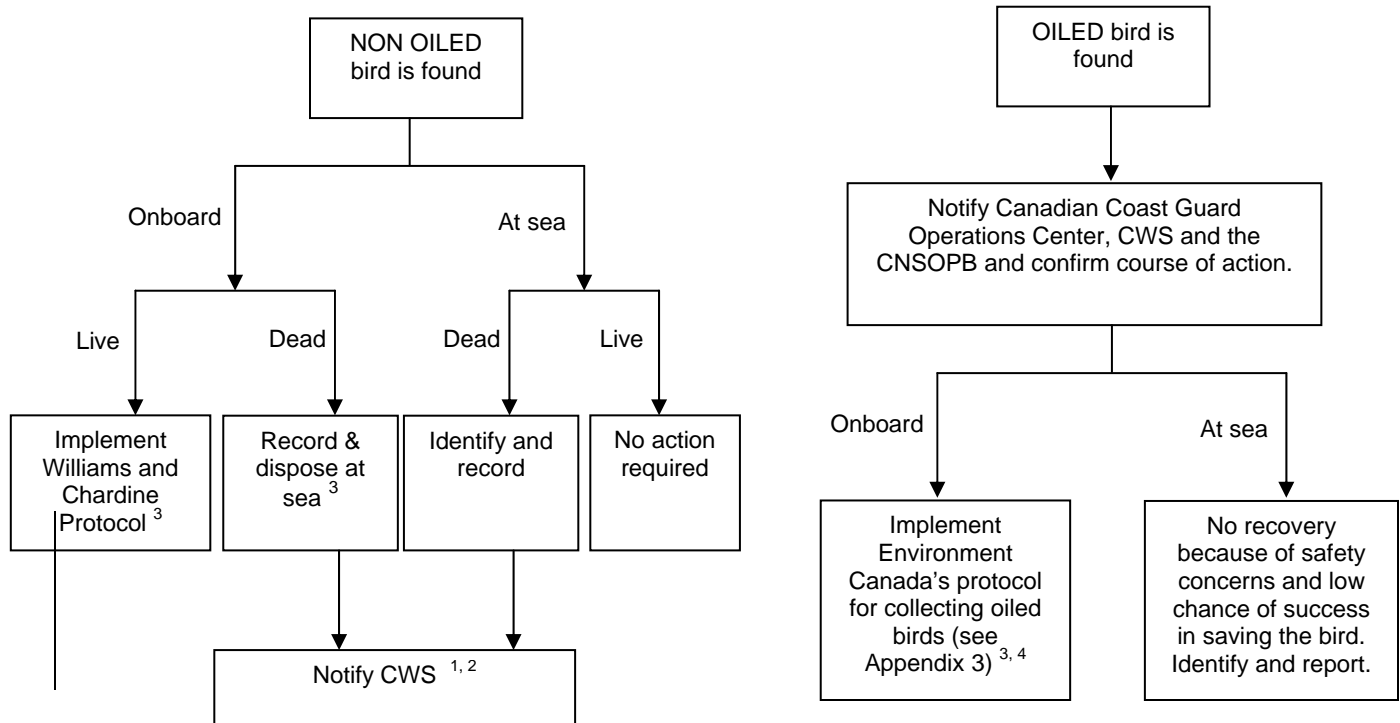 NON OILED
bird is found
Onboard
At sea
Live
Dead
Dead
Live
Implement
Williams and
Chardine
Protocol 3
Record &
dispose at
sea 3
Identify and
record
No action
required
Notify CWS 1, 2
OILED bird is
found
Notify Canadian Coast Guard
Operations Center, CWS and the
CNSOPB and confirm course of action.
Onboard
At sea
Implement
Environment
Canada’s protocol
for collecting oiled
birds (see
Appendix 3) 3, 4
No recovery
because of safety
concerns and low
chance of success
in saving the bird.
Identify and report.